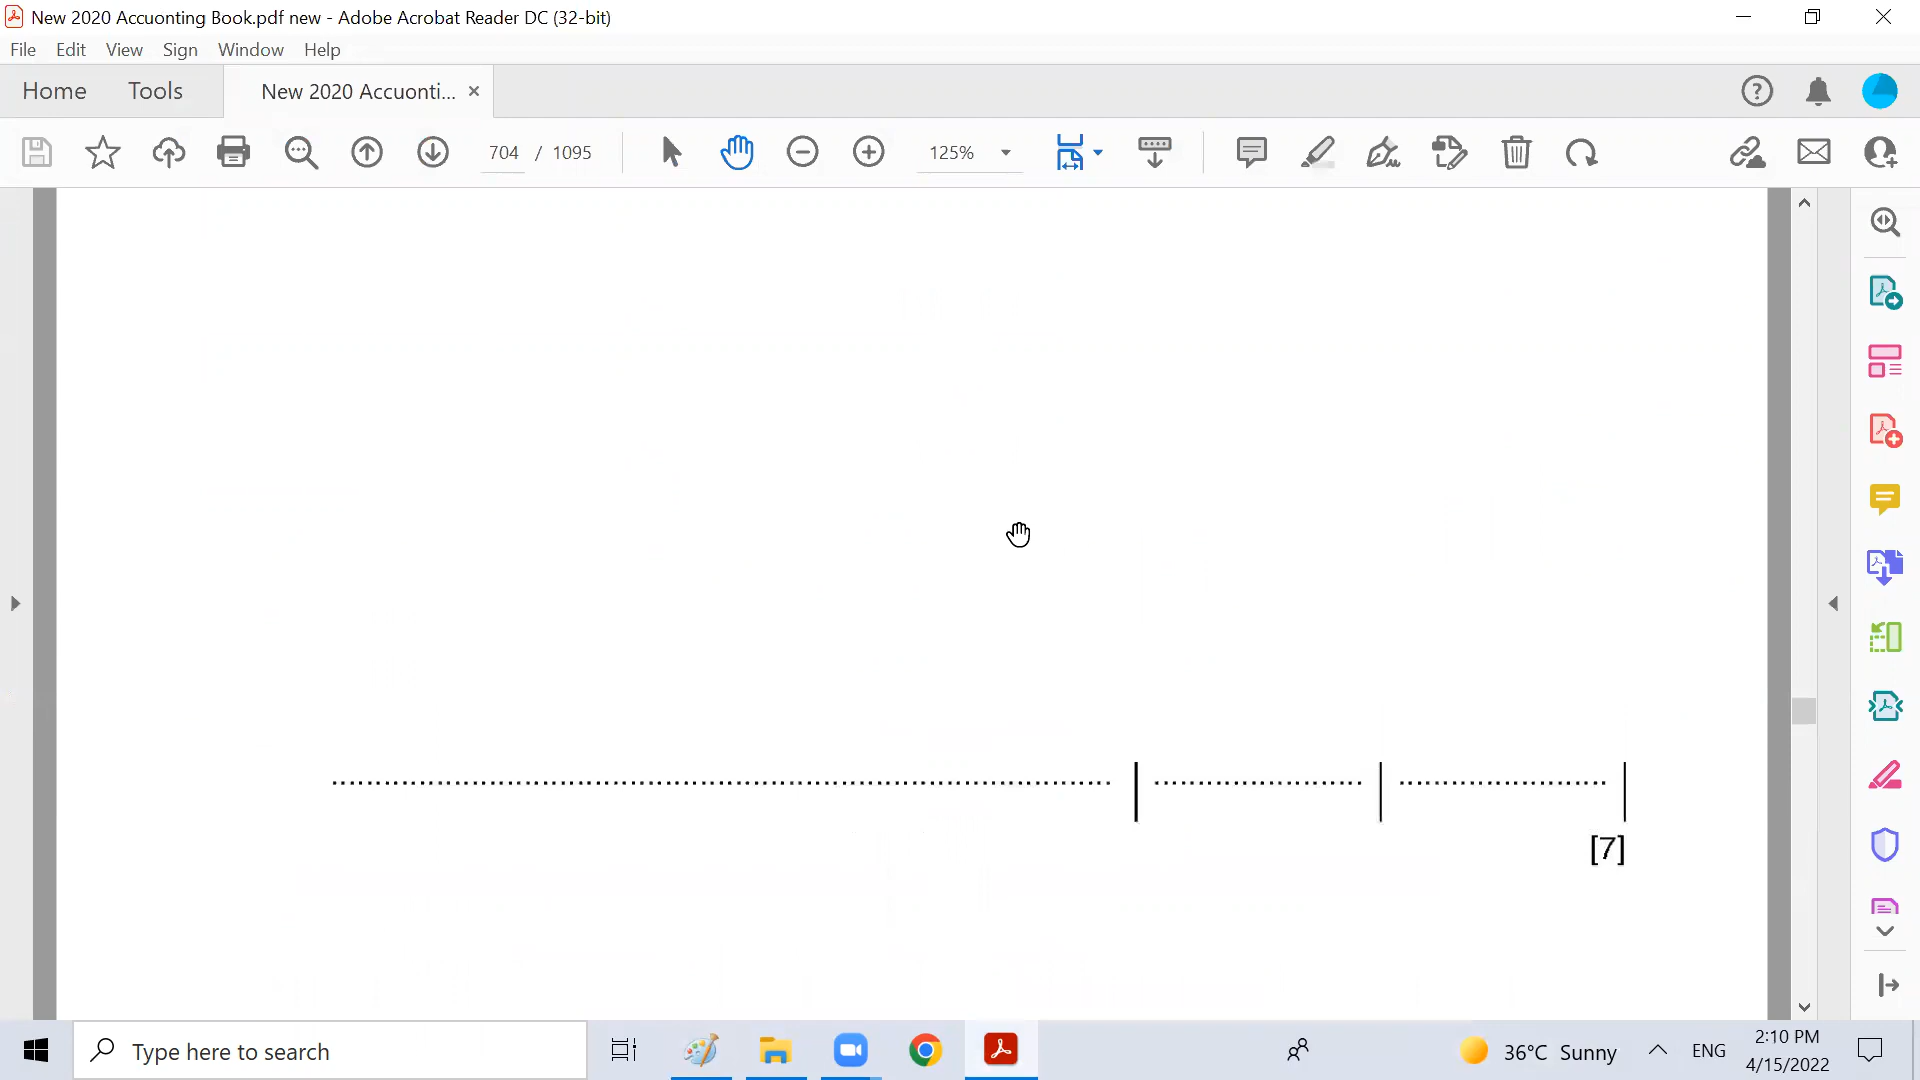 New 2020 Accuonting Book.pdf new - Adobe Acrobat Reader DC (32-bit)
File Edit View Sign Window Help
Home Tools New 2020 Accuonti... ×
704 / 1095 125%
[7]
Type here to search
36°C Sunny ENG 2:10 PM
4/15/2022